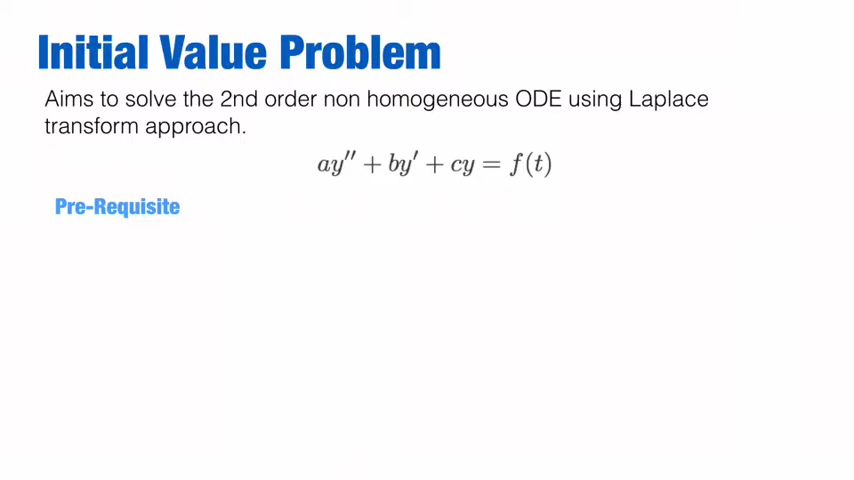 Initial Value Problem
Aims to solve the 2nd order non homogeneous ODE using Laplace
transform approach.
ay′′ + by′ + cy = f(t)
Pre-Requisite